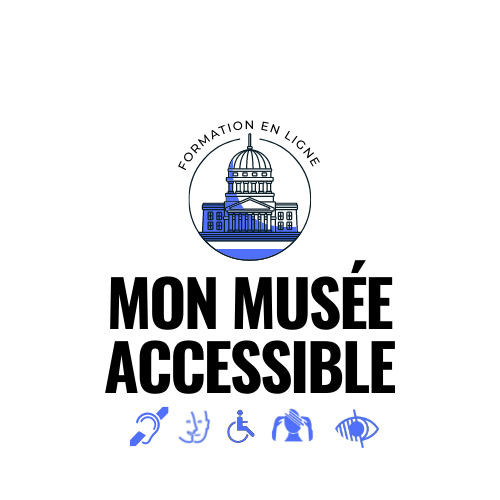 FORMATION EN LIGNE
MON MUSÉE
ACCESSIBLE